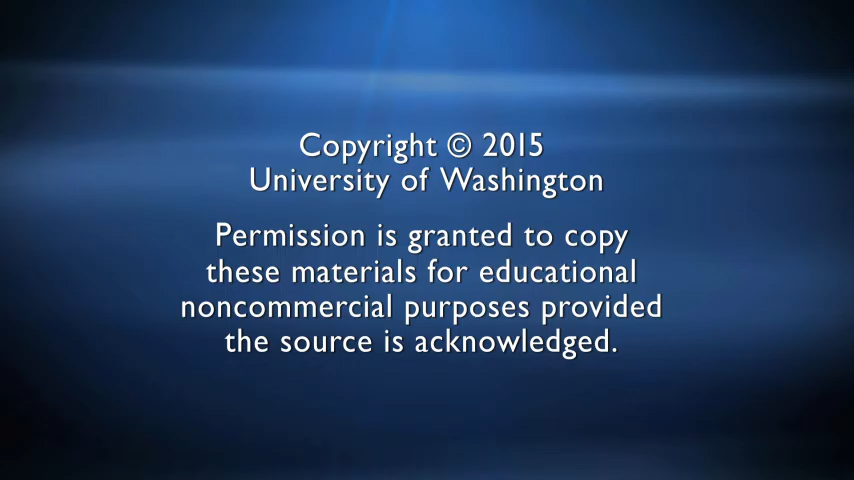 Copyright © 2015
University of Washington
Permission is granted to copy
these materials for educational
noncommercial purposes provided
the source is acknowledged.